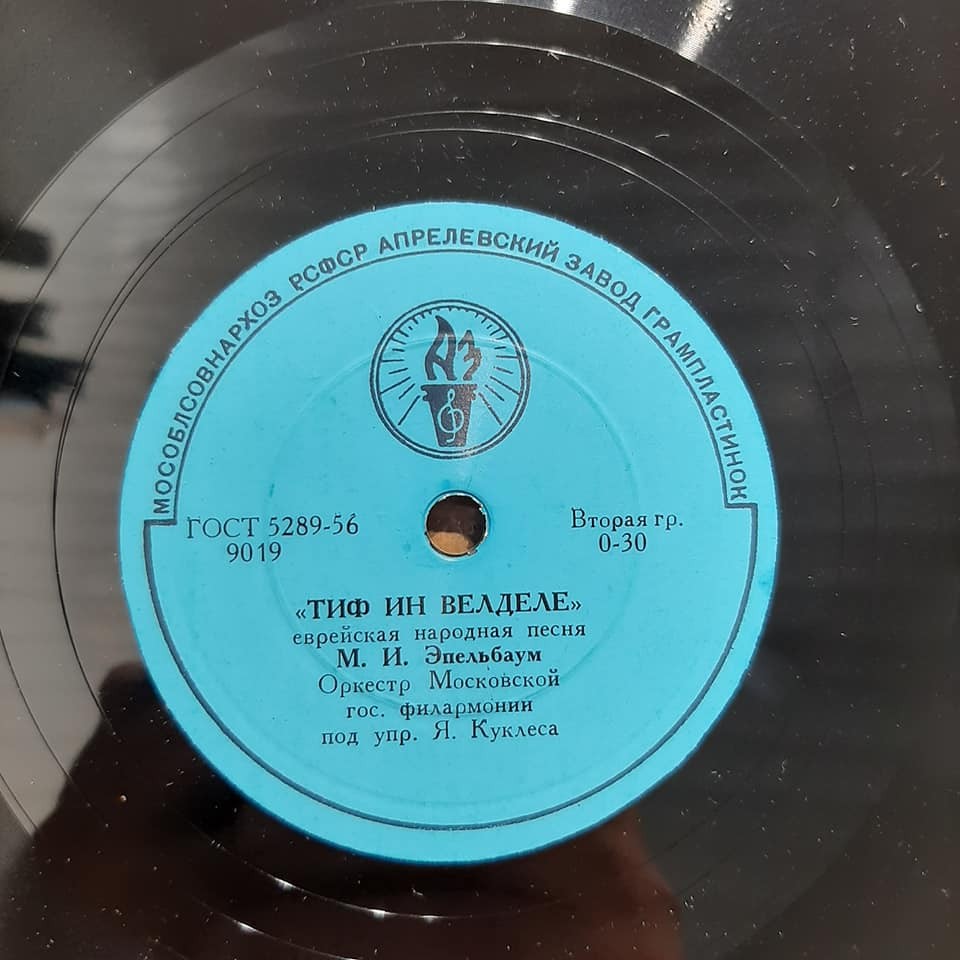 МОСОБЛСОВНАРХОЗ РСФСР АПРЕЛЕВСКИЙ ЗАВОД ГРАМПЛАСТИНОК
АЗ
ГОСТ 5289-56
9019
Вторая гр.
0-30
«ТИФ ИН ВЕЛДЕЛЕ»
еврейская народная песня
М. И. Эпельбаум
Оркестр Московской
гос. филармонии
под упр. Я. Куклеса